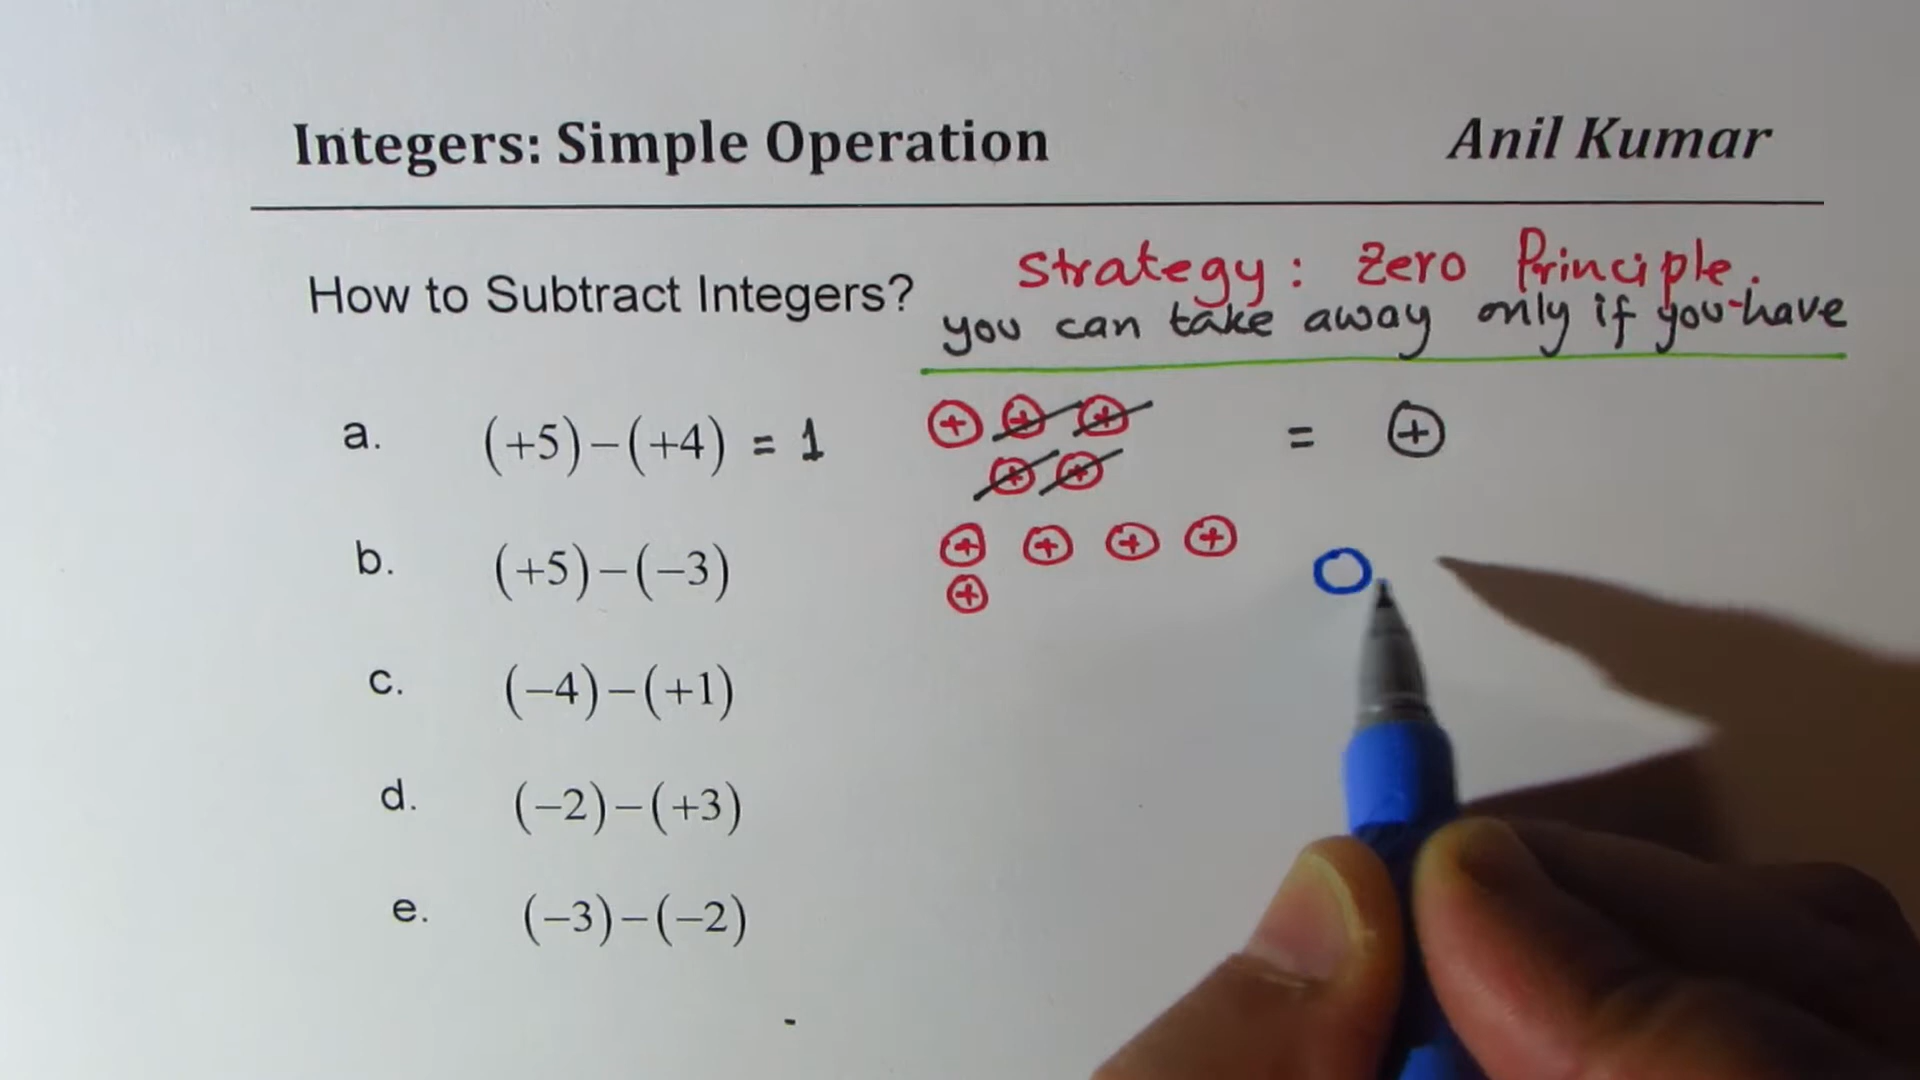 Integers: Simple Operation Anil Kumar
Strategy: Zero Principle.
How to Subtract Integers?
you can take away only if you have
a. (+5)−(+4) = 1 + + + = +
+ +
b. (+5)−(−3) + + + +
+
c. (−4)−(+1)
d. (−2)−(+3)
e. (−3)−(−2)